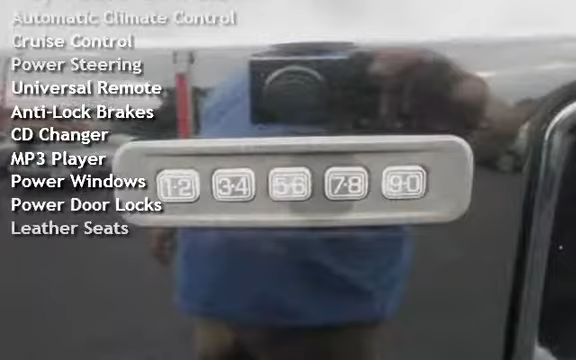 Automatic Climate Control
Cruise Control
Power Steering
Universal Remote
Anti-Lock Brakes
CD Changer
MP3 Player
Power Windows
Power Door Locks
Leather Seats
1·2 3·4 5·6 7·8 9·0